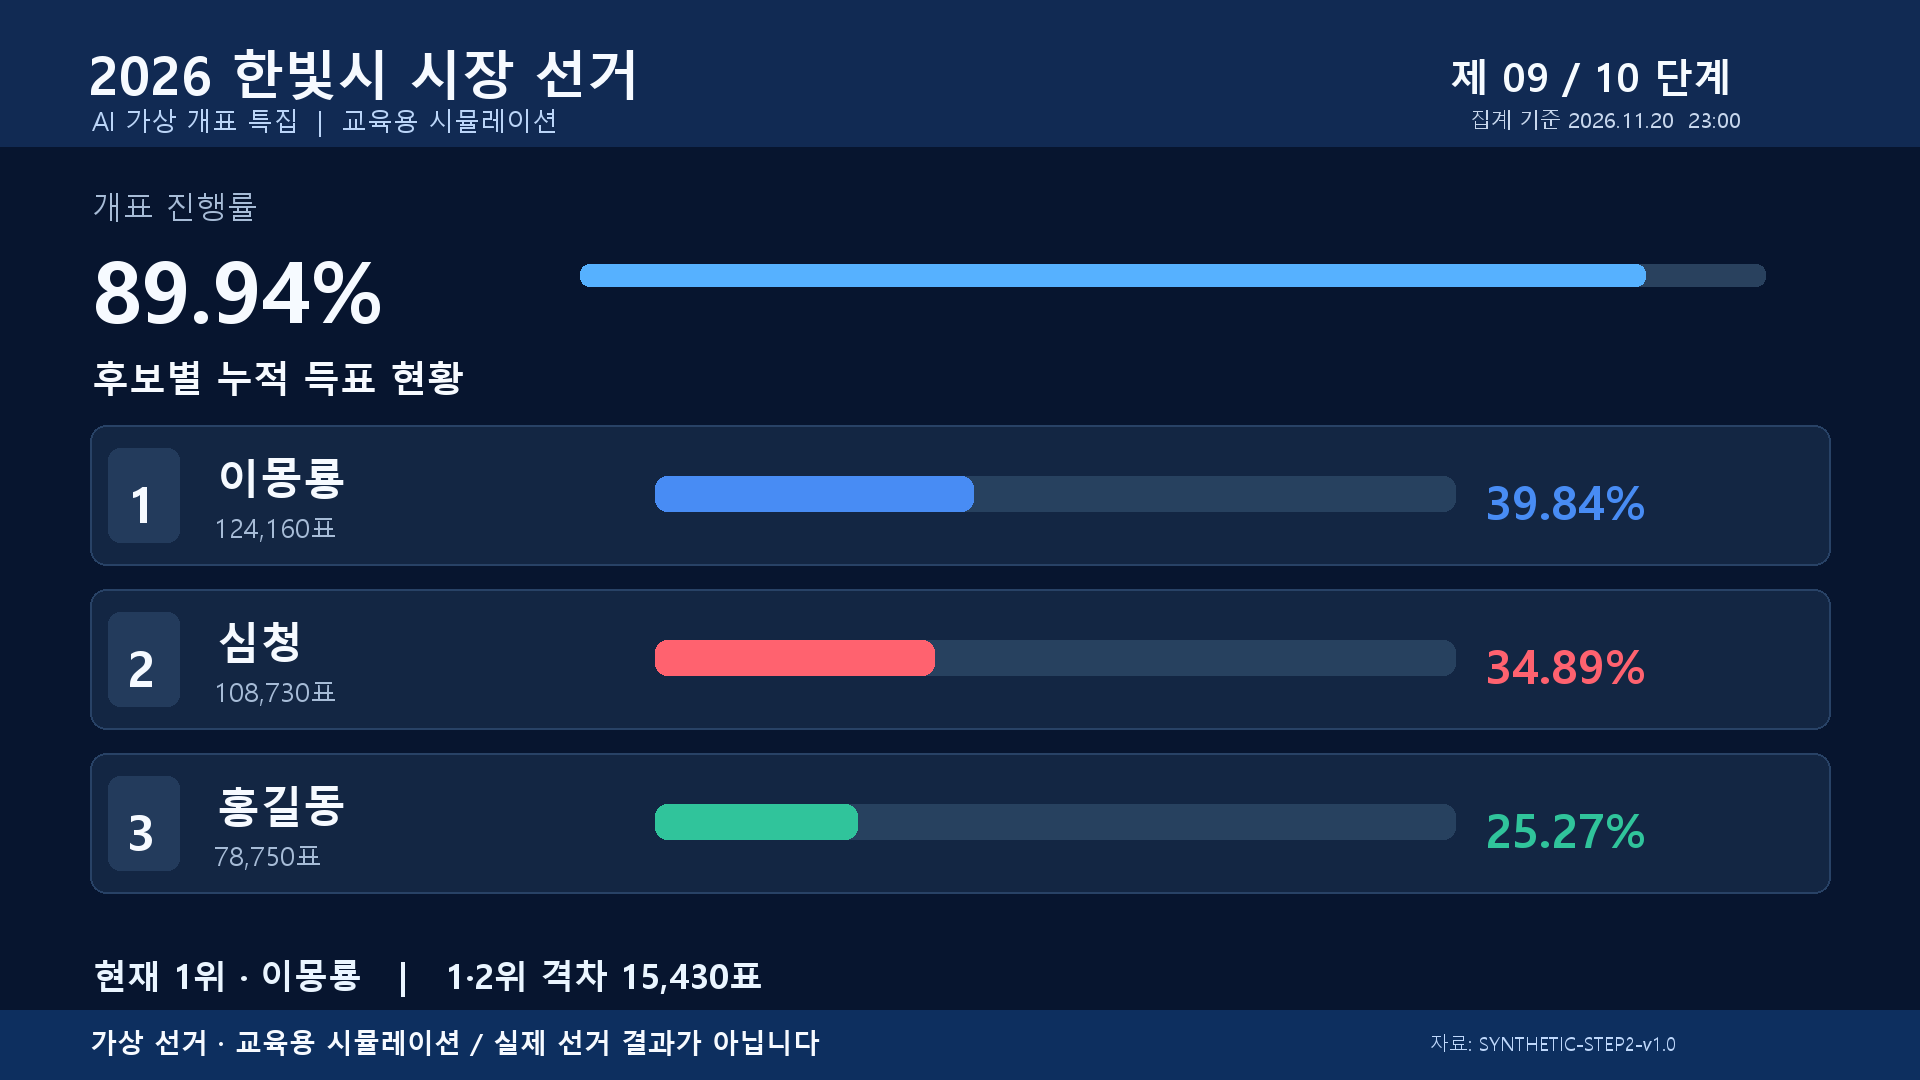 2026 한빛시 시장 선거
AI 가상 개표 특집 | 교육용 시뮬레이션
제 09 / 10 단계
집계 기준 2026.11.20 23:00
개표 진행률
89.94%
후보별 누적 득표 현황
1
이몽룡
124,160표
39.84%
2
심청
108,730표
34.89%
3
홍길동
78,750표
25.27%
현재 1위 · 이몽룡 | 1·2위 격차 15,430표
가상 선거 · 교육용 시뮬레이션 / 실제 선거 결과가 아닙니다
자료: SYNTHETIC-STEP2-v1.0